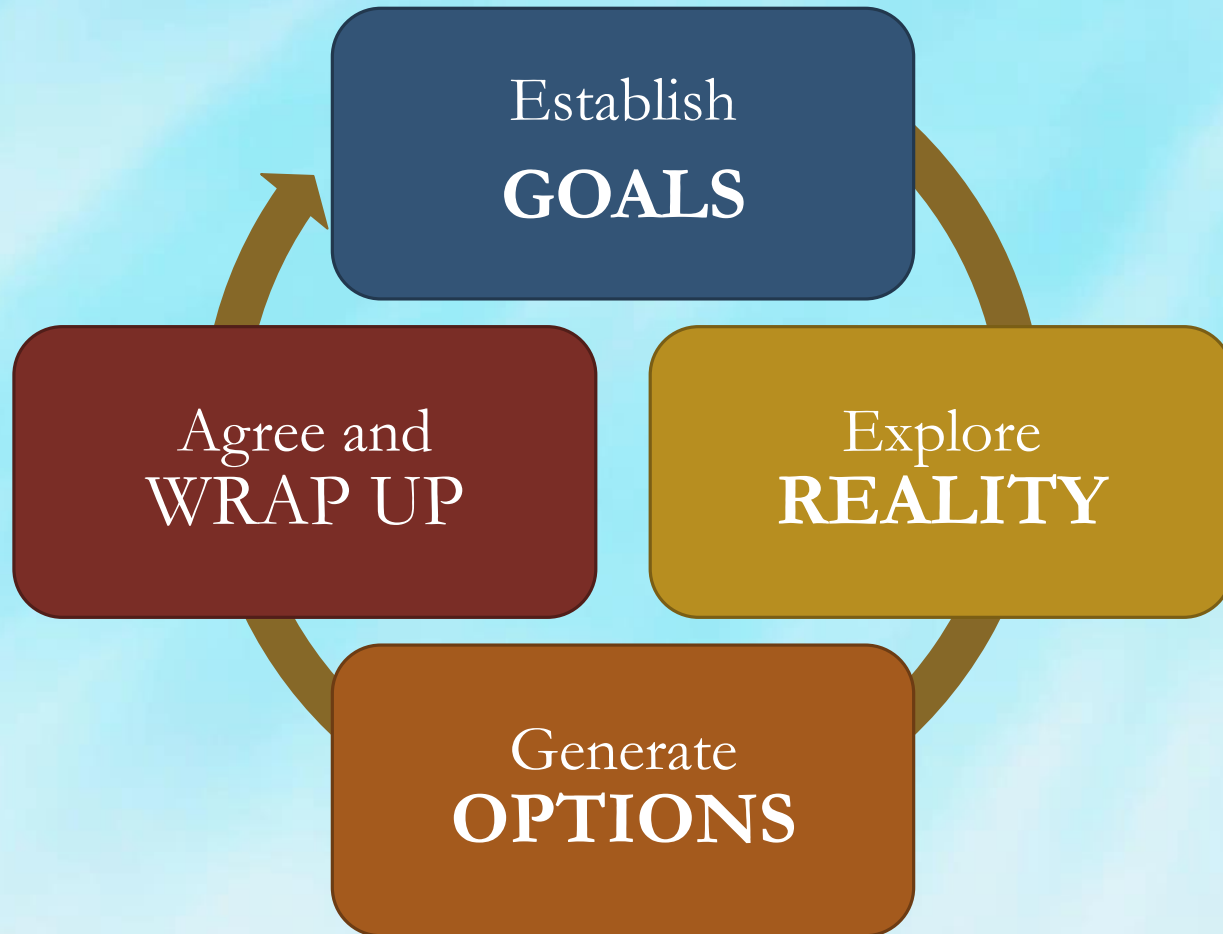 Establish
GOALS
Explore
REALITY
Generate
OPTIONS
Agree and
WRAP UP